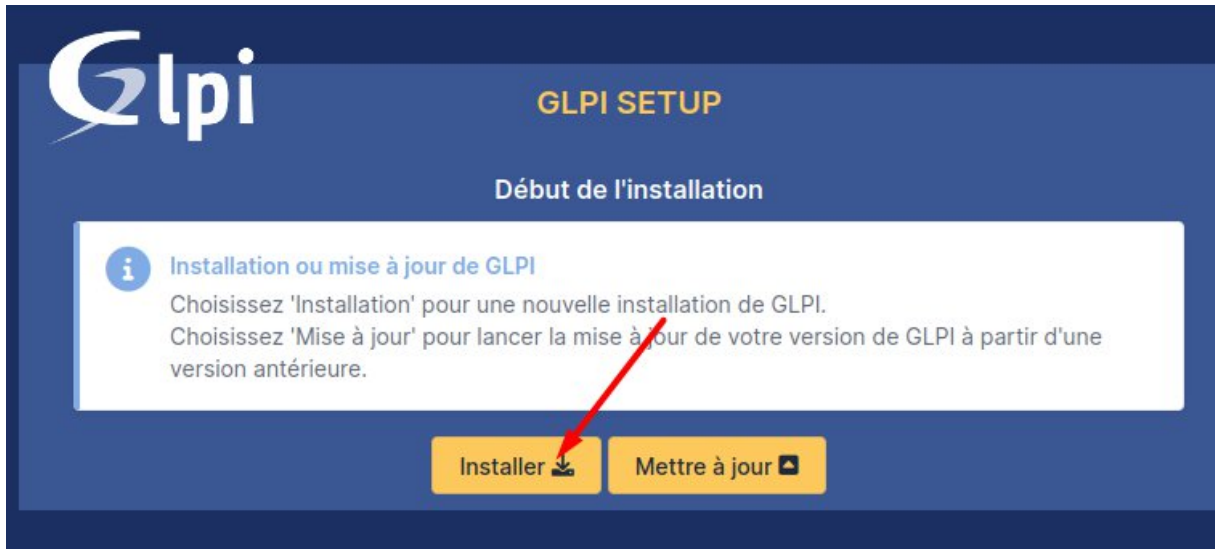 Glpi
GLPI SETUP
Début de l'installation
Installation ou mise à jour de GLPI
Choisissez 'Installation' pour une nouvelle installation de GLPI.
Choisissez 'Mise à jour' pour lancer la mise à jour de votre version de GLPI à partir d'une
version antérieure.
Installer
Mettre à jour